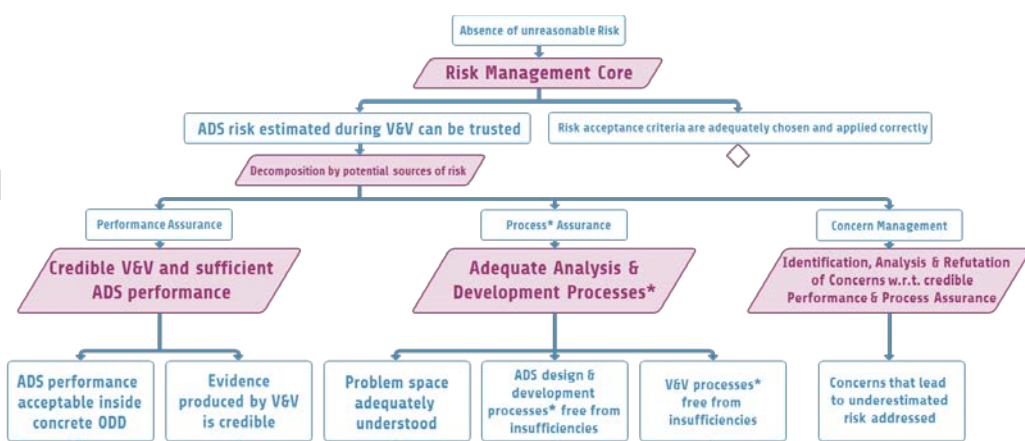 Absence of unreasonable Risk
Risk Management Core
ADS risk estimated during V&V can be trusted
Risk acceptance criteria are adequately chosen and applied correctly
Decomposition by potential sources of risk
Performance Assurance
Process* Assurance
Concern Management
Credible V&V and sufficient
ADS performance
Adequate Analysis &
Development Processes*
Identification, Analysis & Refutation
of Concerns w.r.t. credible
Performance & Process Assurance
ADS performance
acceptable inside
concrete ODD
Evidence
produced by V&V
is credible
Problem space
adequately
understood
ADS design &
development
processes* free from
insufficiencies
V&V processes*
free from
insufficiencies
Concerns that lead
to underestimated
risk addressed